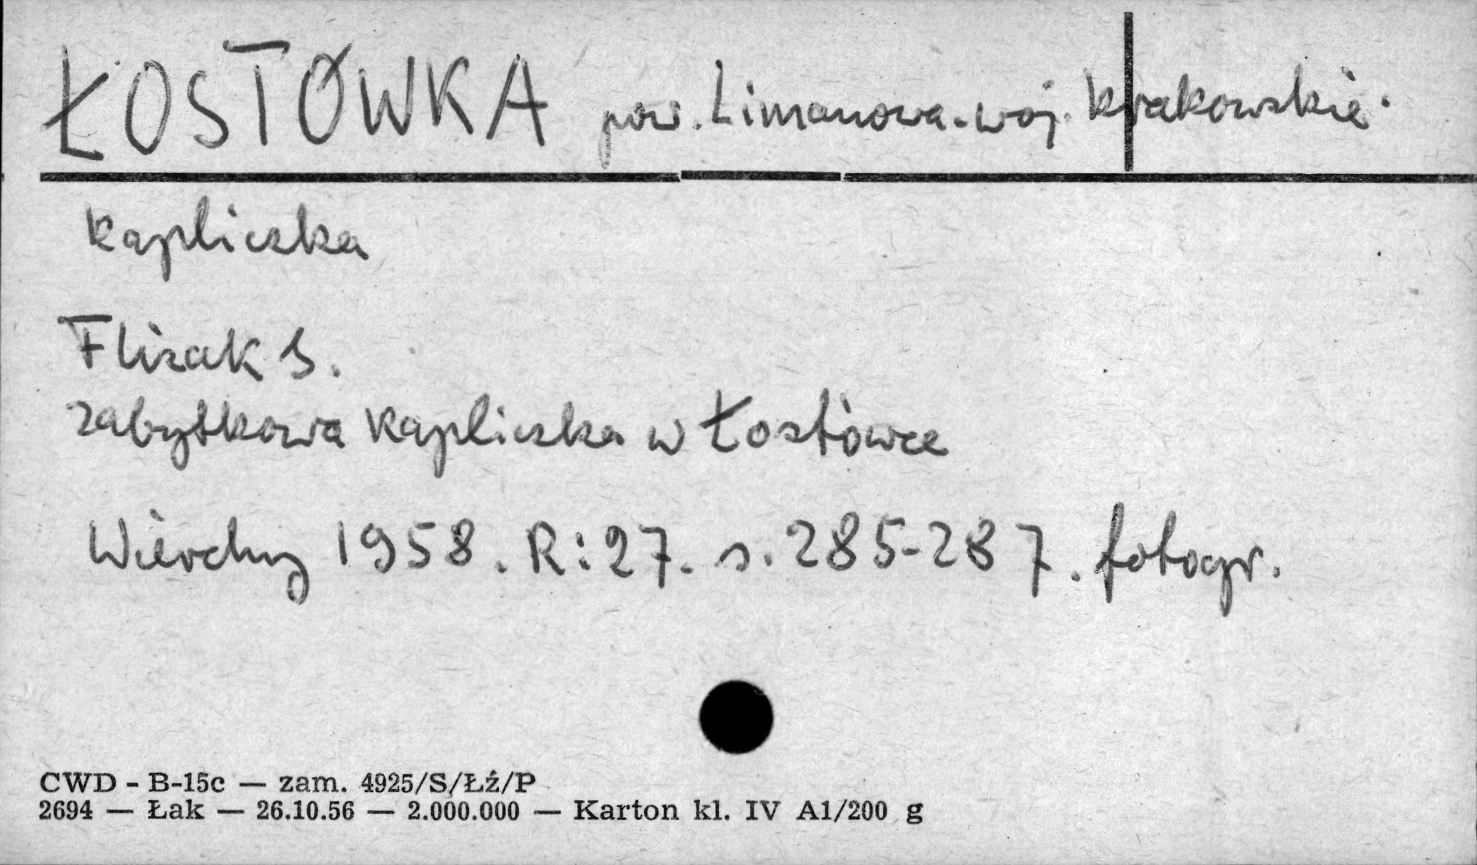 ŁOSTÓWKA pow. Limanowa - woj. krakowskie.
kapliczka
Flizak S.
Zabytkowa kapliczka w Łostówce
Wierchy 1958. R: 27. s. 285-287. fotogr.
CWD - B-15c — zam. 4925/S/Łź/P
2694 — Łak — 26.10.56 — 2.000.000 — Karton kl. IV A1/200 g